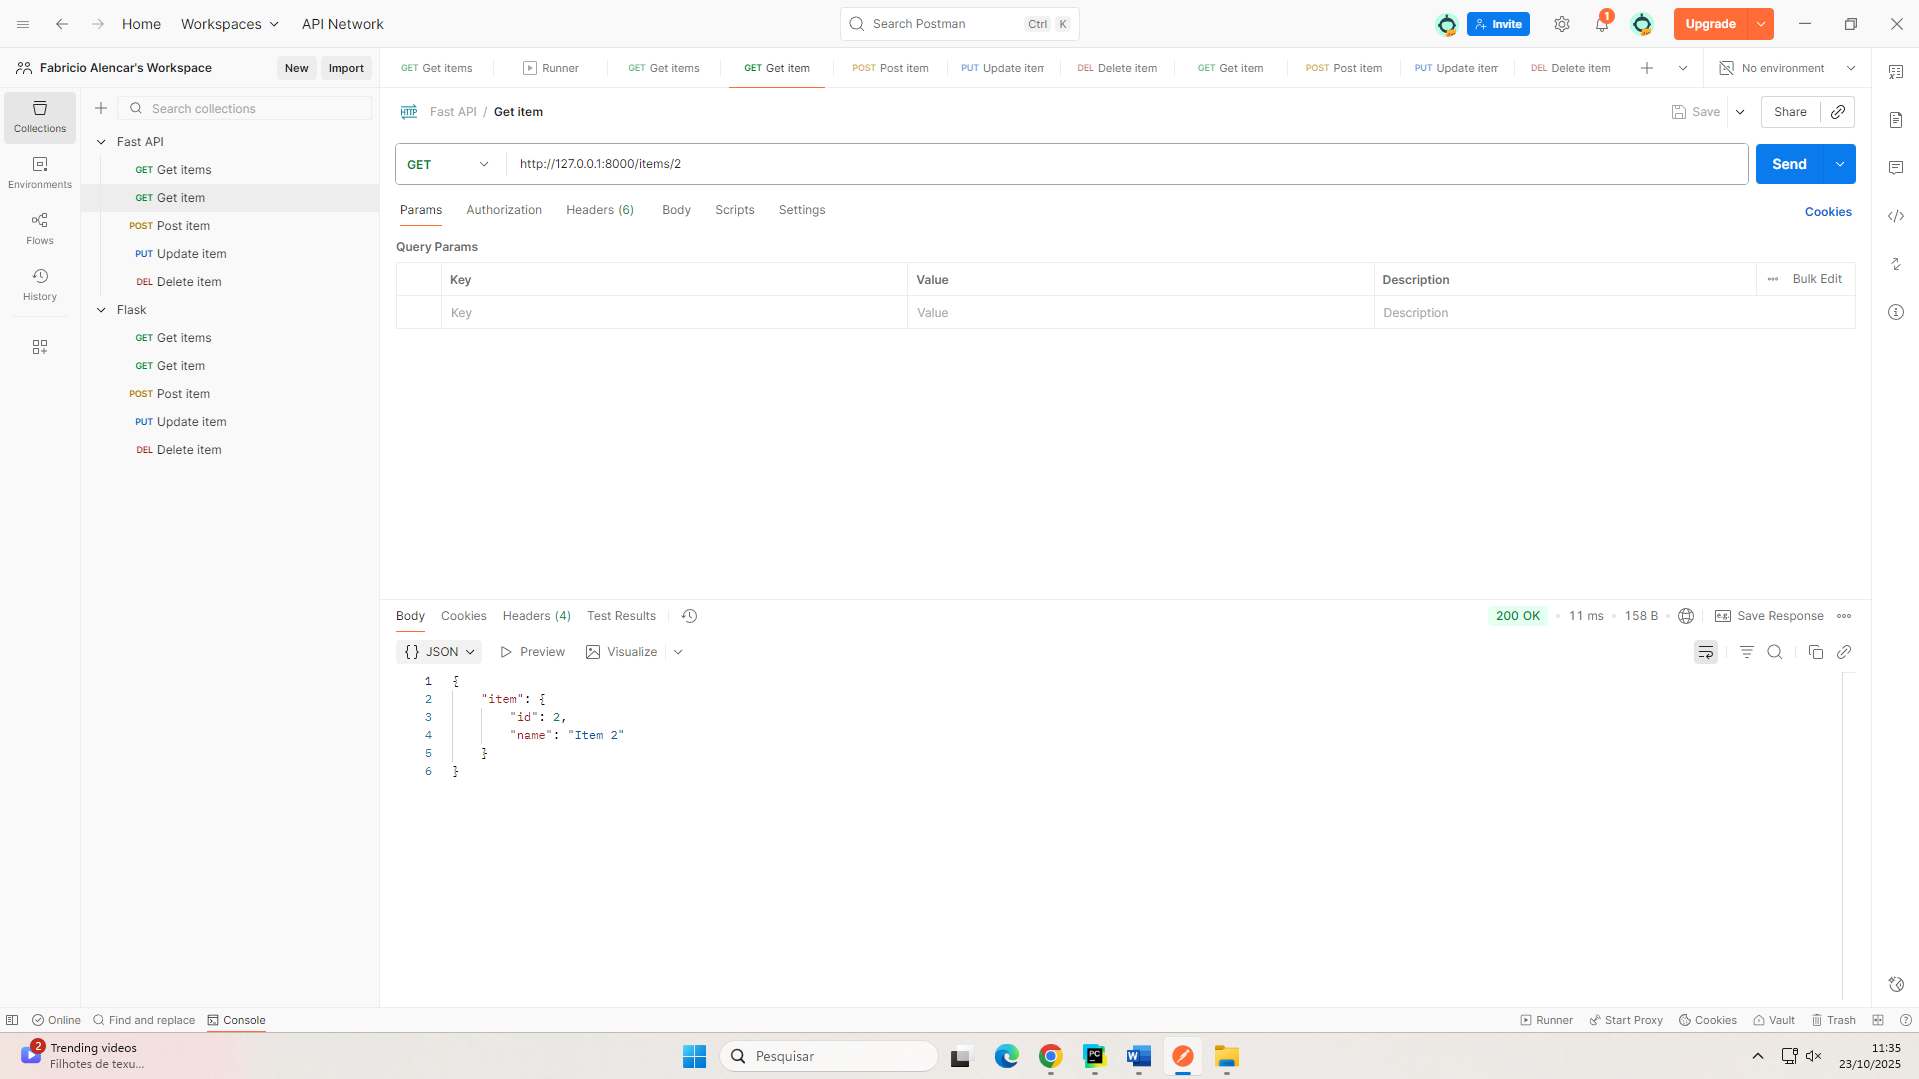 Home Workspaces API Network Search Postman Ctrl K Invite 1 Upgrade
Fabricio Alencar's Workspace New Import GET Get items Runner GET Get items GET Get item POST Post item PUT Update item DEL Delete item GET Get item POST Post item PUT Update item DEL Delete item No environment
Collections
Environments
Flows
History
Search collections
Fast API
GET Get items
GET Get item
POST Post item
PUT Update item
DEL Delete item
Flask
GET Get items
GET Get item
POST Post item
PUT Update item
DEL Delete item
HTTP Fast API / Get item Save Share
GET http://127.0.0.1:8000/items/2 Send
Params Authorization Headers (6) Body Scripts Settings Cookies
Query Params
Key Value Description Bulk Edit
Key Value Description
Body Cookies Headers (4) Test Results 200 OK 11 ms 158 B e.g. Save Response
{} JSON Preview Visualize
1 {
2 "item": {
3 "id": 2,
4 "name": "Item 2"
5 }
6 }
Online Find and replace Console Runner Start Proxy Cookies Vault Trash
2 Trending videos
Filhotes de texu...
Pesquisar
PC
W
11:35
23/10/2025